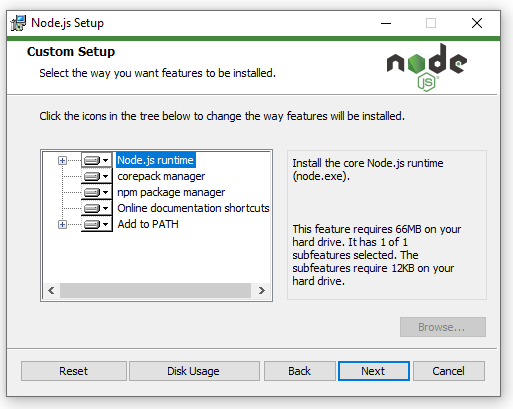 Node.js Setup
Custom Setup
Select the way you want features to be installed.
node
JS
Click the icons in the tree below to change the way features will be installed.
Node.js runtime
corepack manager
npm package manager
Online documentation shortcuts
Add to PATH
Install the core Node.js runtime
(node.exe).
This feature requires 66MB on your
hard drive. It has 1 of 1
subfeatures selected. The
subfeatures require 12KB on your
hard drive.
Browse...
Reset
Disk Usage
Back
Next
Cancel